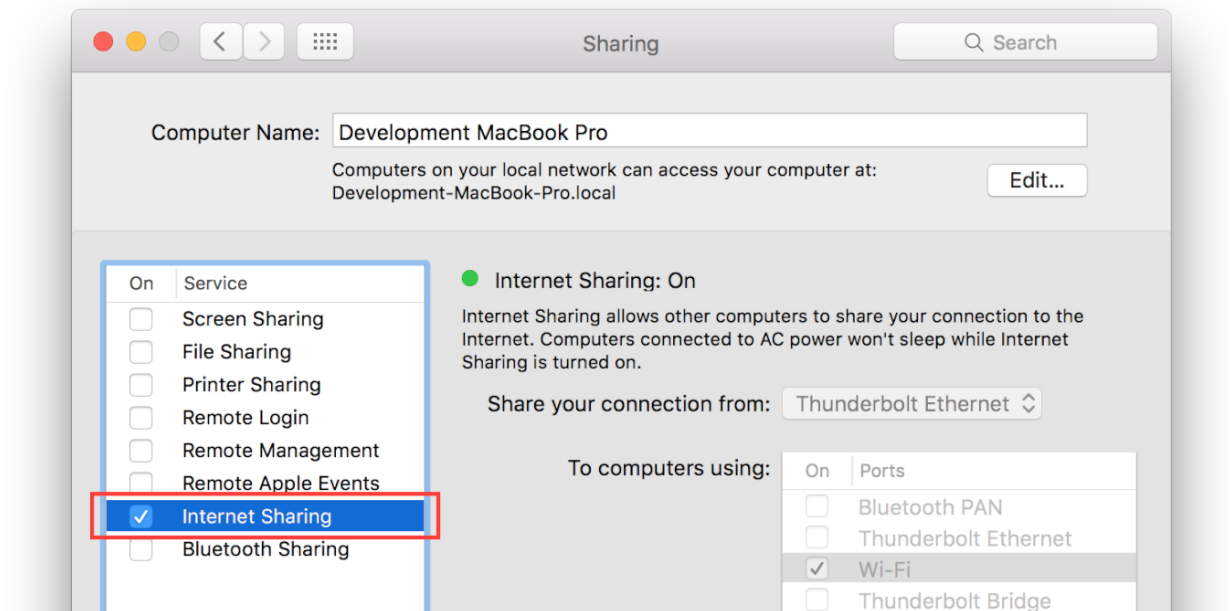 Sharing
Search
Computer Name: Development MacBook Pro
Computers on your local network can access your computer at:
Development-MacBook-Pro.local
Edit...
On Service
Screen Sharing
File Sharing
Printer Sharing
Remote Login
Remote Management
Remote Apple Events
Internet Sharing
Bluetooth Sharing
Internet Sharing: On
Internet Sharing allows other computers to share your connection to the
Internet. Computers connected to AC power won't sleep while Internet
Sharing is turned on.
Share your connection from: Thunderbolt Ethernet
To computers using:
On Ports
Bluetooth PAN
Thunderbolt Ethernet
Wi-Fi
Thunderbolt Bridge